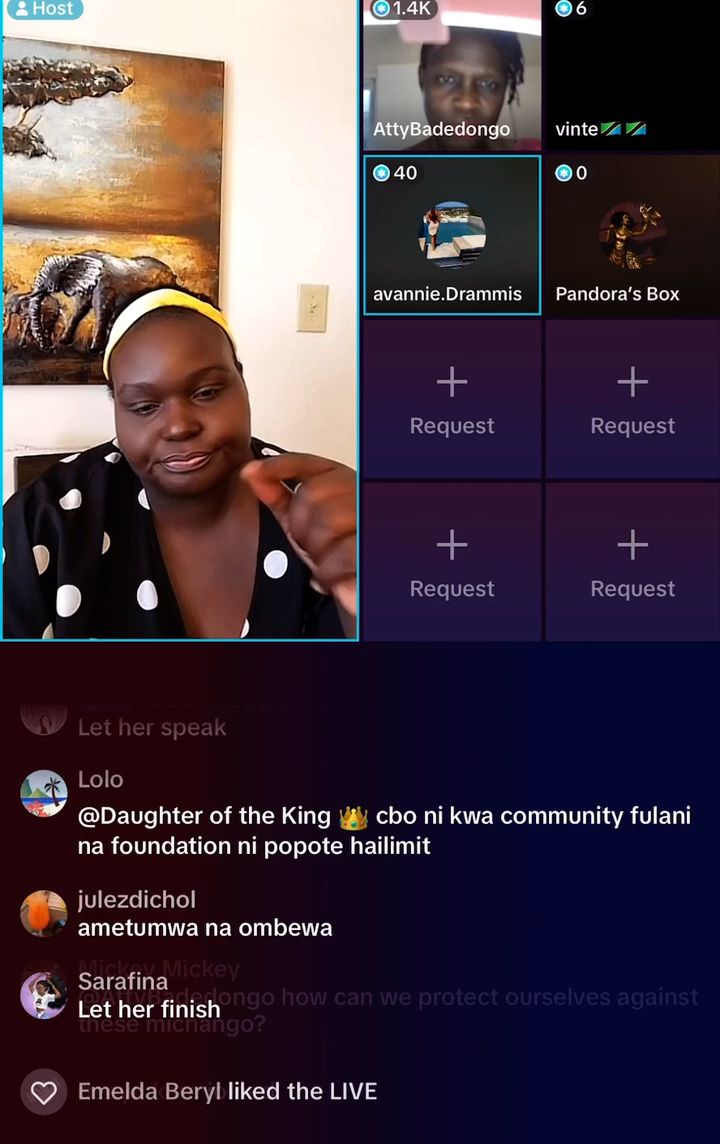 Host
1.4K
AttyBadedongo
6
vinte🇹🇿🇹🇿
40
avannie.Drammis
0
Pandora's Box
Request
Request
Request
Request
Let her speak
Lolo
@Daughter of the King 👑 cbo ni kwa community fulani
na foundation ni popote hailimit
julezdichol
ametumwa na ombewa
Mickey Mickey
@AttyBadedongo how can we protect ourselves against
these michango?
Sarafina
Let her finish
Emelda Beryl liked the LIVE